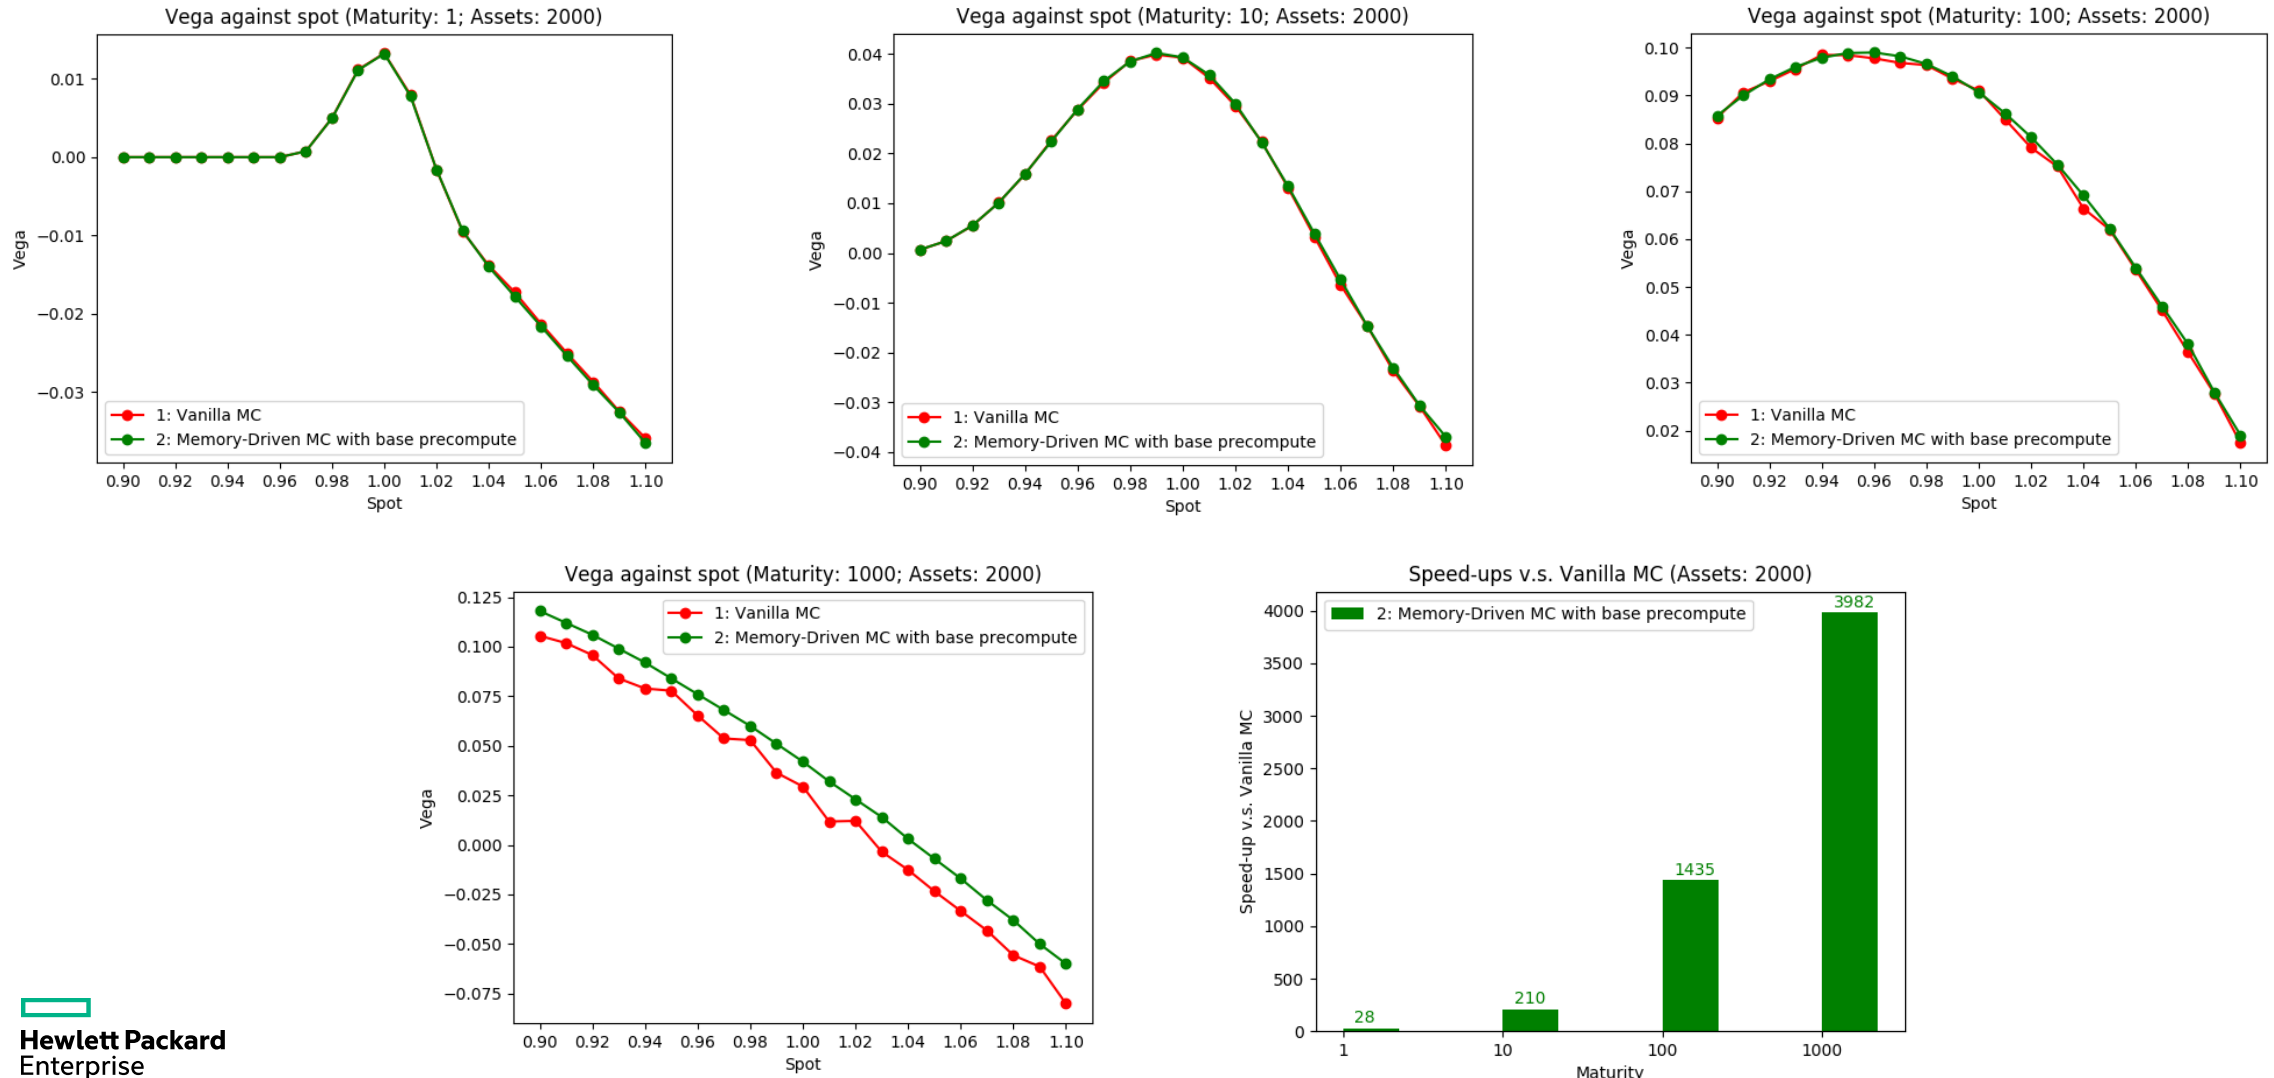 Vega against spot (Maturity: 1; Assets: 2000)
0.01
0.00
−0.01
−0.02
−0.03
Vega
1: Vanilla MC
2: Memory-Driven MC with base precompute
0.90 0.92 0.94 0.96 0.98 1.00 1.02 1.04 1.06 1.08 1.10
Spot
Vega against spot (Maturity: 10; Assets: 2000)
0.04
0.03
0.02
0.01
0.00
−0.01
−0.02
−0.03
−0.04
Vega
1: Vanilla MC
2: Memory-Driven MC with base precompute
0.90 0.92 0.94 0.96 0.98 1.00 1.02 1.04 1.06 1.08 1.10
Spot
Vega against spot (Maturity: 100; Assets: 2000)
0.10
0.09
0.08
0.07
0.06
0.05
0.04
0.03
0.02
Vega
1: Vanilla MC
2: Memory-Driven MC with base precompute
0.90 0.92 0.94 0.96 0.98 1.00 1.02 1.04 1.06 1.08 1.10
Spot
Vega against spot (Maturity: 1000; Assets: 2000)
0.125
0.100
0.075
0.050
0.025
0.000
−0.025
−0.050
−0.075
Vega
1: Vanilla MC
2: Memory-Driven MC with base precompute
0.90 0.92 0.94 0.96 0.98 1.00 1.02 1.04 1.06 1.08 1.10
Spot
Speed-ups v.s. Vanilla MC (Assets: 2000)
2: Memory-Driven MC with base precompute
4000
3500
3000
2500
2000
1500
1000
500
0
Speed-up v.s. Vanilla MC
28
210
1435
3982
1 10 100 1000
Maturity
Hewlett Packard
Enterprise